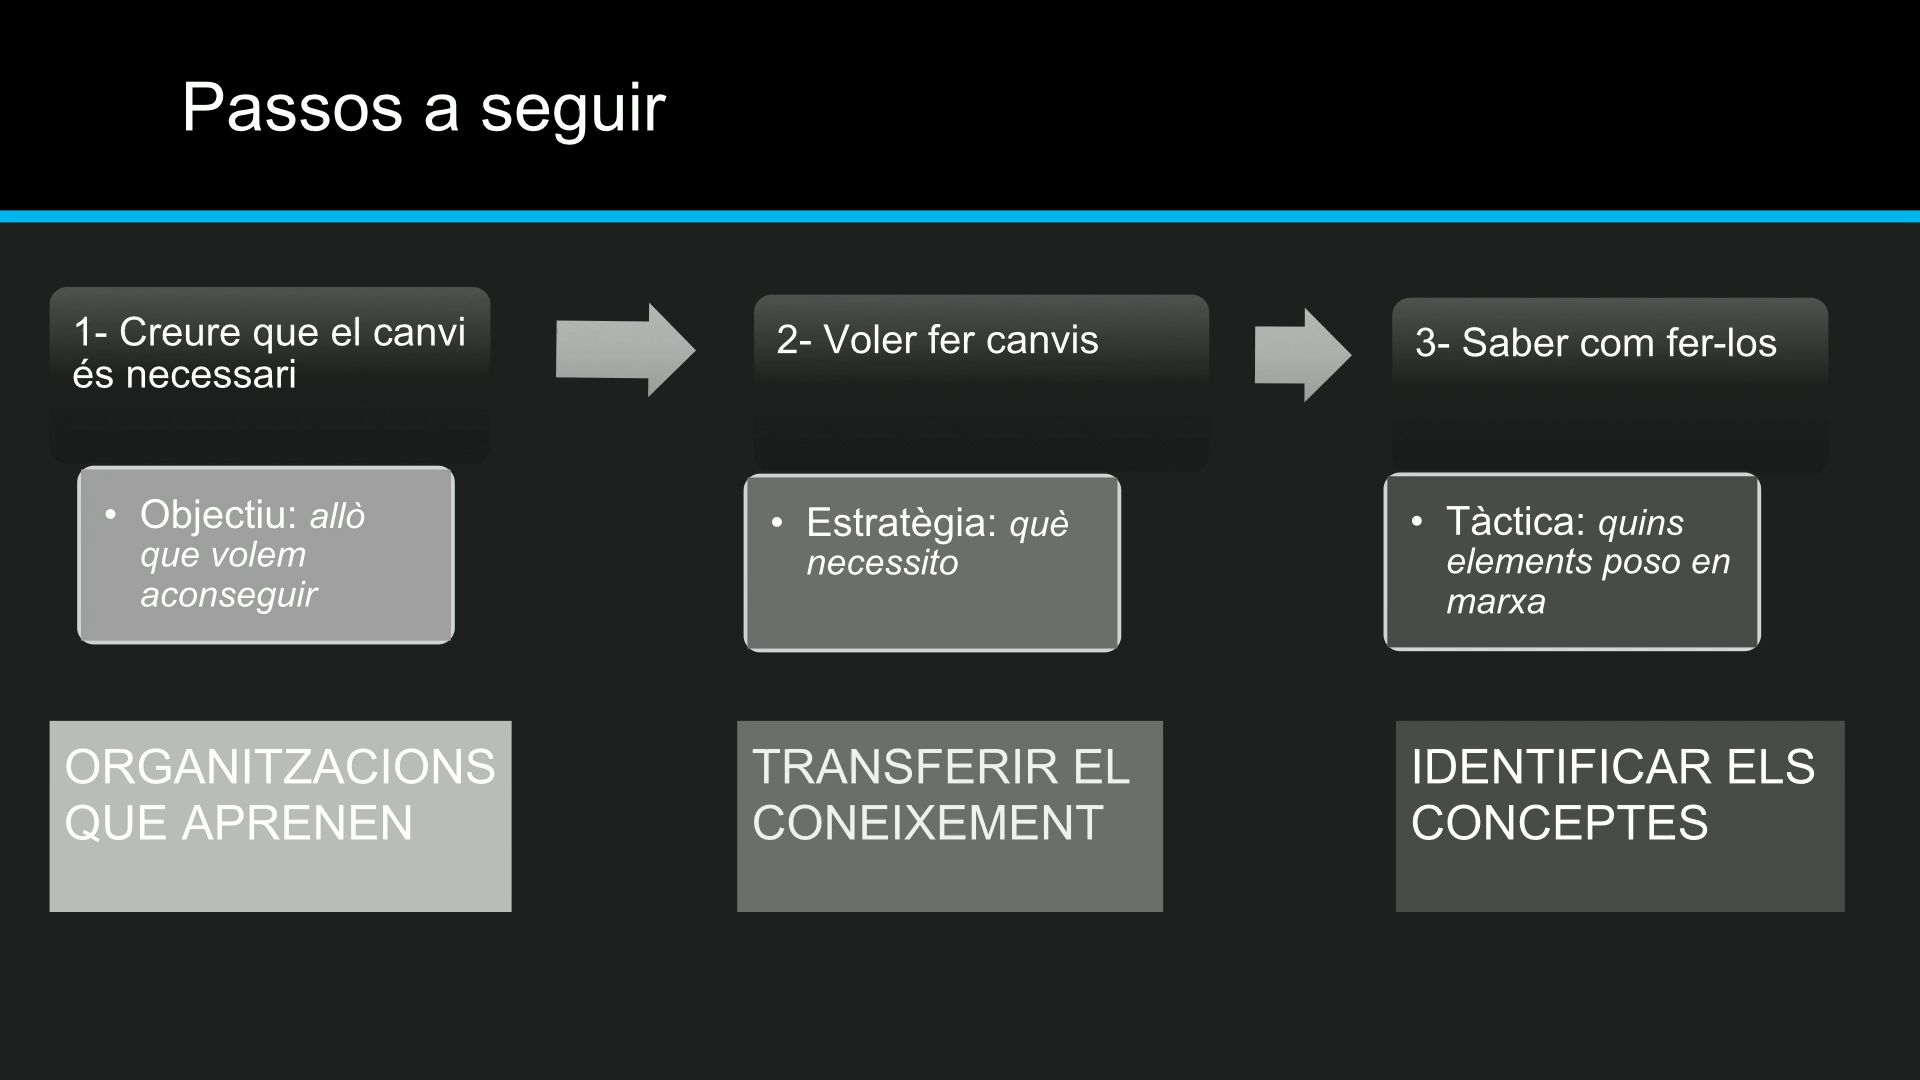 Passos a seguir
1- Creure que el canvi
és necessari
• Objectiu: allò
que volem
aconseguir
2- Voler fer canvis
• Estratègia: què
necessito
3- Saber com fer-los
• Tàctica: quins
elements poso en
marxa
ORGANITZACIONS
QUE APRENEN
TRANSFERIR EL
CONEIXEMENT
IDENTIFICAR ELS
CONCEPTES